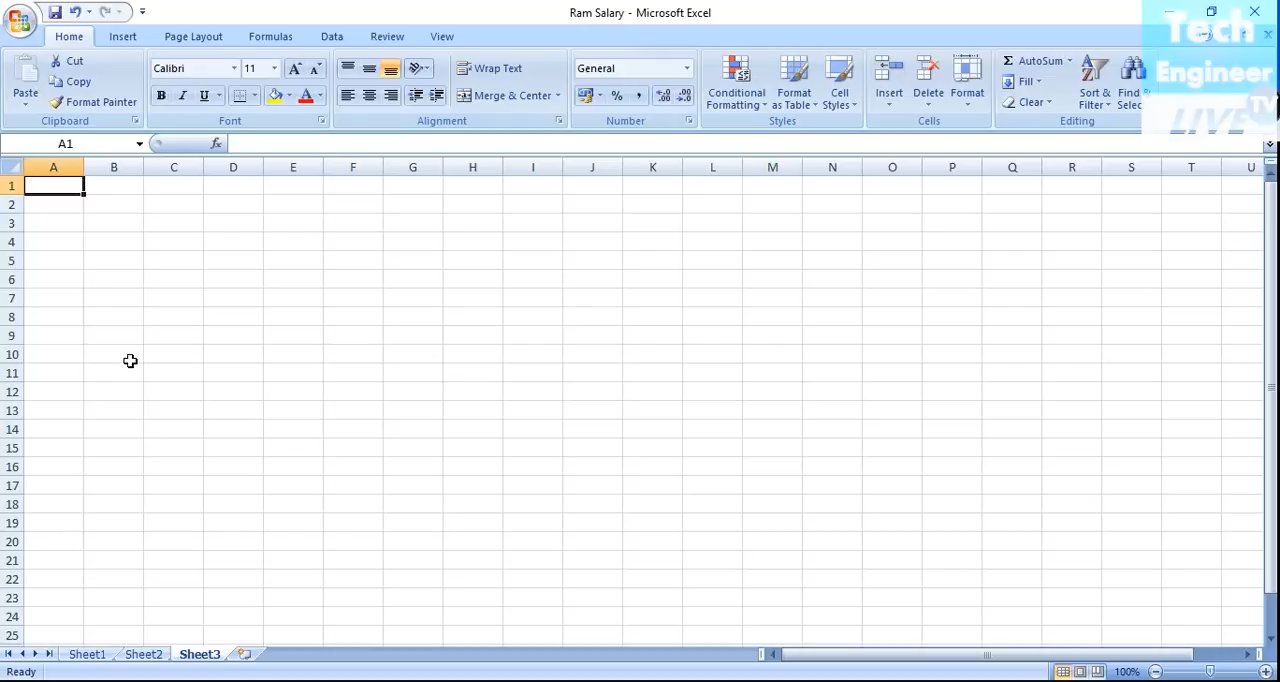 Ram Salary - Microsoft Excel
Home Insert Page Layout Formulas Data Review View
Tech
Engineer
LIVE TV
Paste
Cut
Copy
Format Painter
Clipboard
Calibri 11
B I U
Font
Wrap Text
Merge & Center
Alignment
General
% ,
Number
Conditional Formatting
Format as Table
Cell Styles
Styles
Insert
Delete
Format
Cells
Σ AutoSum
Fill
Clear
Sort & Filter
Find
Editing
A1 fx
A B C D E F G H I J K L M N O P Q R S T U
1
2
3
4
5
6
7
8
9
10
11
12
13
14
15
16
17
18
19
20
21
22
23
24
25
Sheet1 Sheet2 Sheet3
Ready 100%